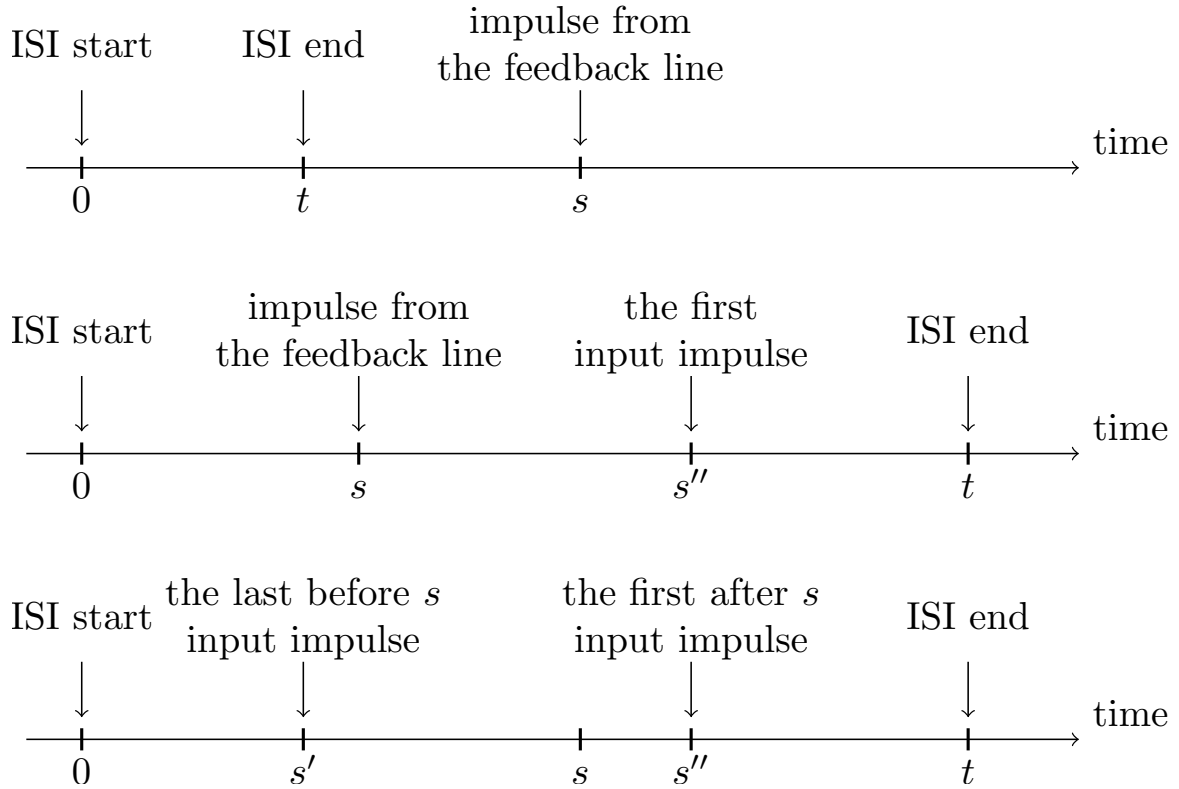 impulse from
ISI start ISI end the feedback line
time
0 t s
impulse from the first
ISI start the feedback line input impulse ISI end
time
0 s s'' t
the last before s the first after s
ISI start input impulse input impulse ISI end
time
0 s' s s'' t